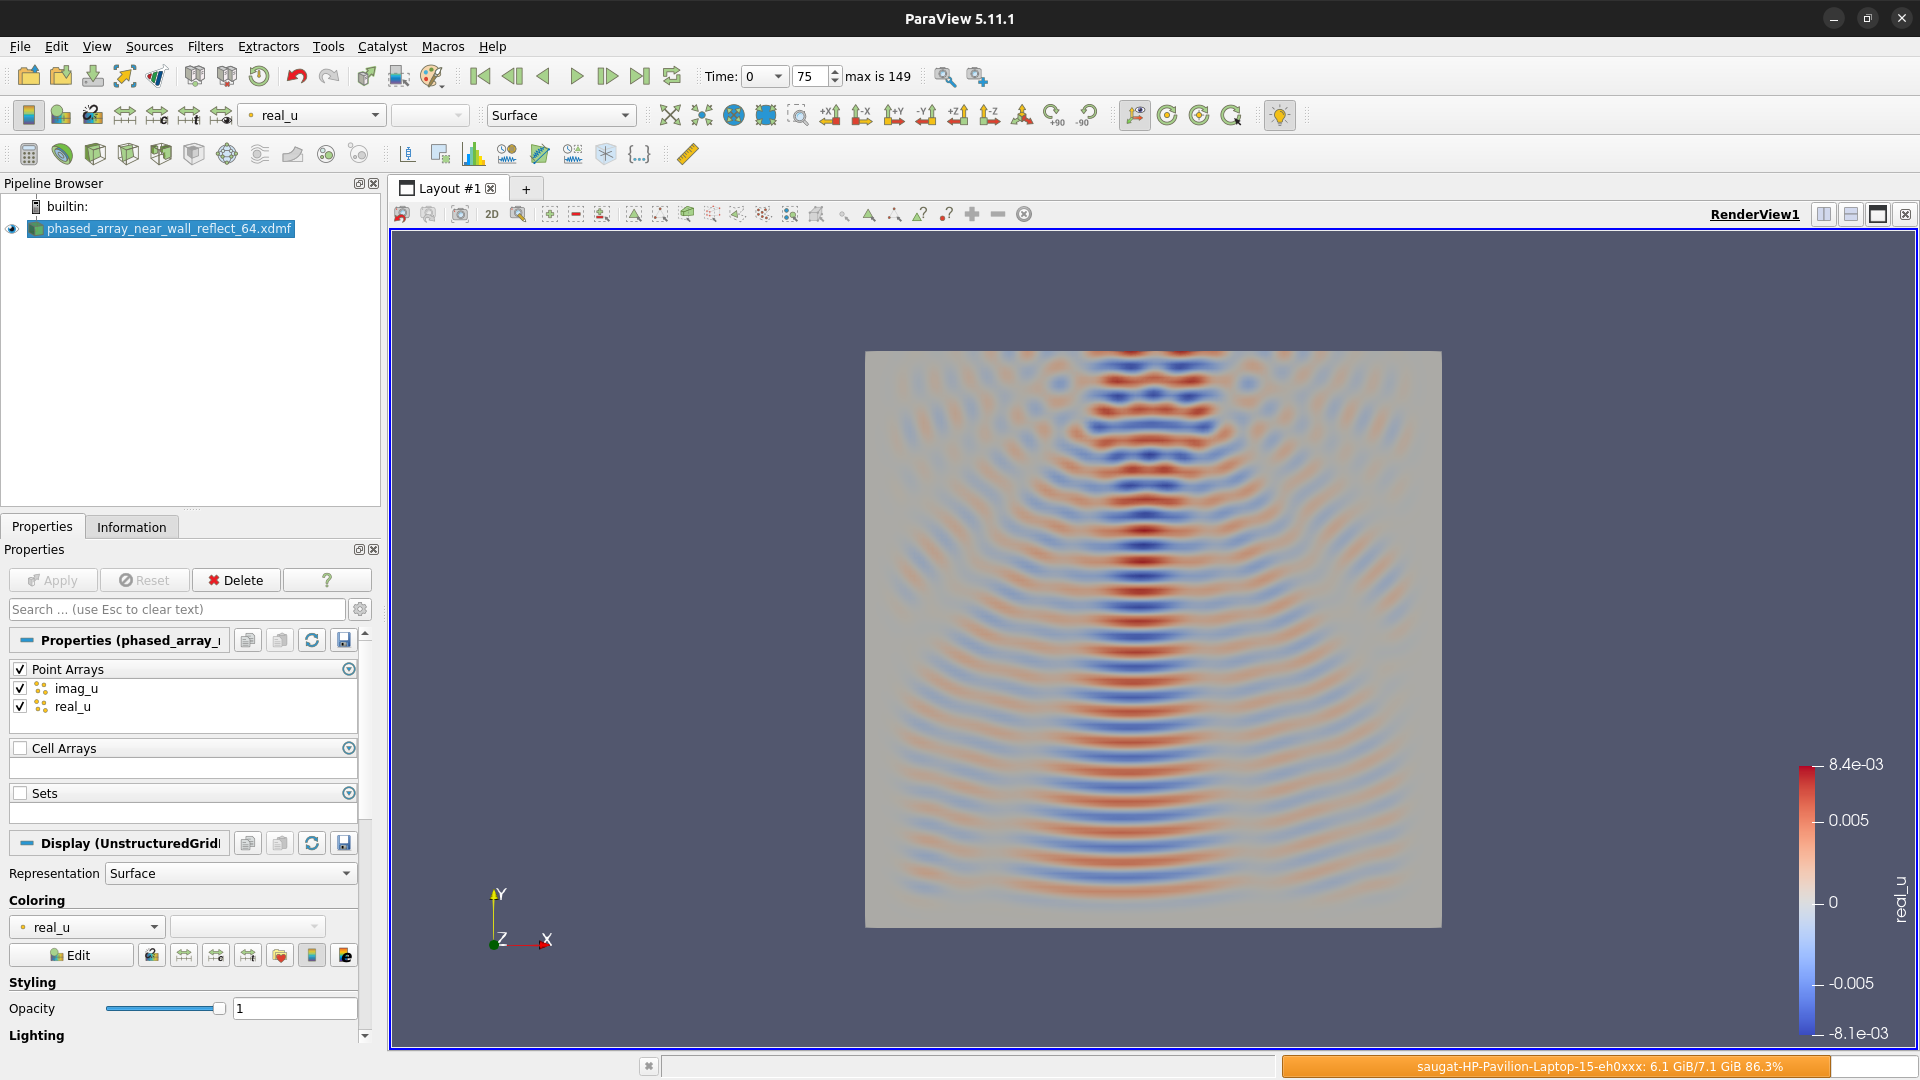 ParaView 5.11.1
File Edit View Sources Filters Extractors Tools Catalyst Macros Help
Time: 0 75 max is 149
real_u Surface +X -X +Y -Y +Z -Z +90 -90
Pipeline Browser
builtin:
phased_array_near_wall_reflect_64.xdmf
Layout #1 +
2D RenderView1
Properties Information
Properties
Apply Reset Delete ?
Search ... (use Esc to clear text)
Properties (phased_array_
Point Arrays
imag_u
real_u
Cell Arrays
Sets
Display (UnstructuredGrid
Representation Surface
Coloring
real_u
Edit
Styling
Opacity 1
Lighting
Y
Z X
8.4e-03
0.005
0
-0.005
-8.1e-03
real_u
saugat-HP-Pavilion-Laptop-15-eh0xxx: 6.1 GiB/7.1 GiB 86.3%